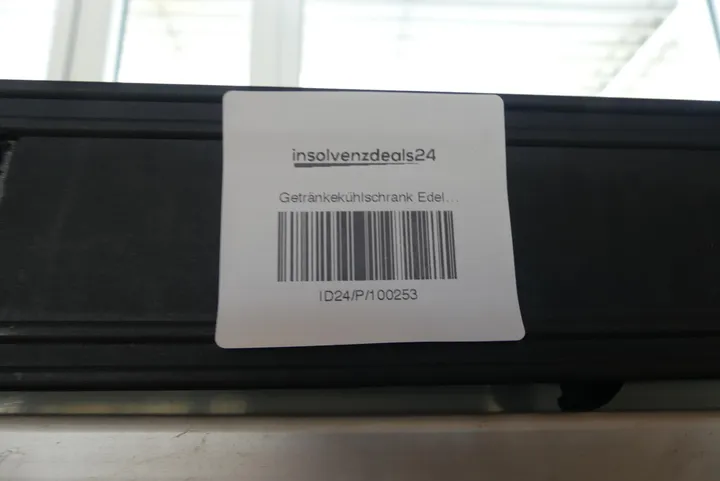 insolvenzdeals24
Getränkekühlschrank Edel...
ID24/P/100253